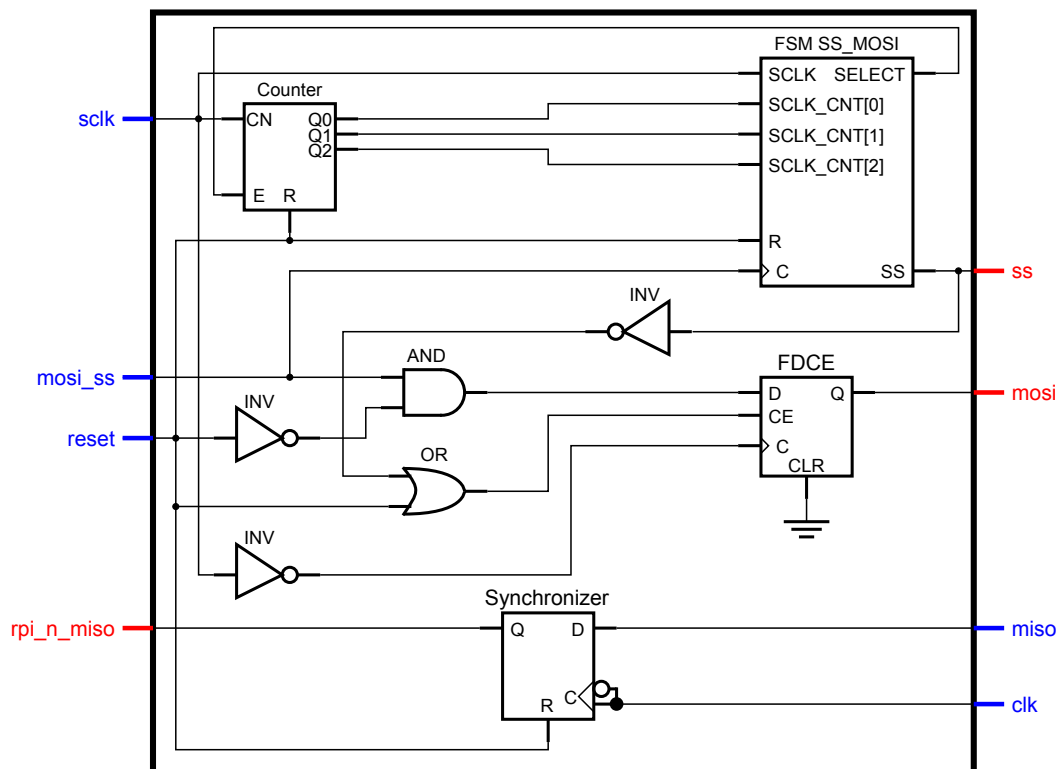 FSM SS_MOSI
SCLK SELECT
SCLK_CNT[0]
SCLK_CNT[1]
SCLK_CNT[2]
R
C SS
Counter
CN Q0
Q1
Q2
E R
sclk
ss
INV
mosi_ss
AND
FDCE
D Q
CE
C
CLR
mosi
INV
reset
OR
INV
Synchronizer
rpi_n_miso
Q D
C
R
miso
clk